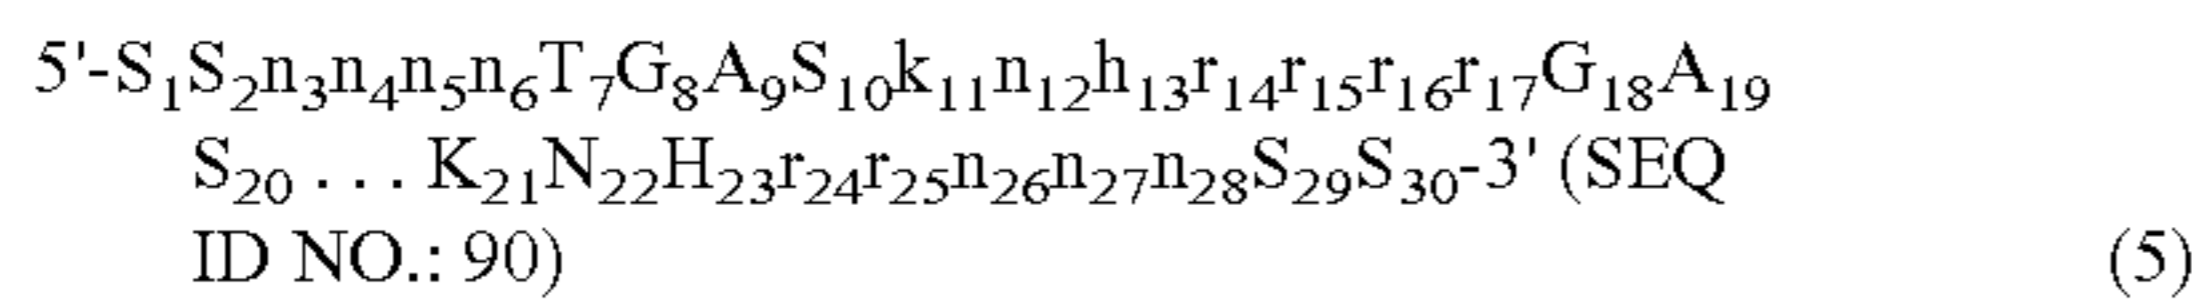 5'-S₁S₂n₃n₄n₅n₆T₇G₈A₉S₁₀k₁₁n₁₂h₁₃r₁₄r₁₅r₁₆r₁₇G₁₈A₁₉
S₂₀ . . . K₂₁N₂₂H₂₃r₂₄r₂₅n₂₆n₂₇n₂₈S₂₉S₃₀-3' (SEQ
ID NO.: 90) (5)